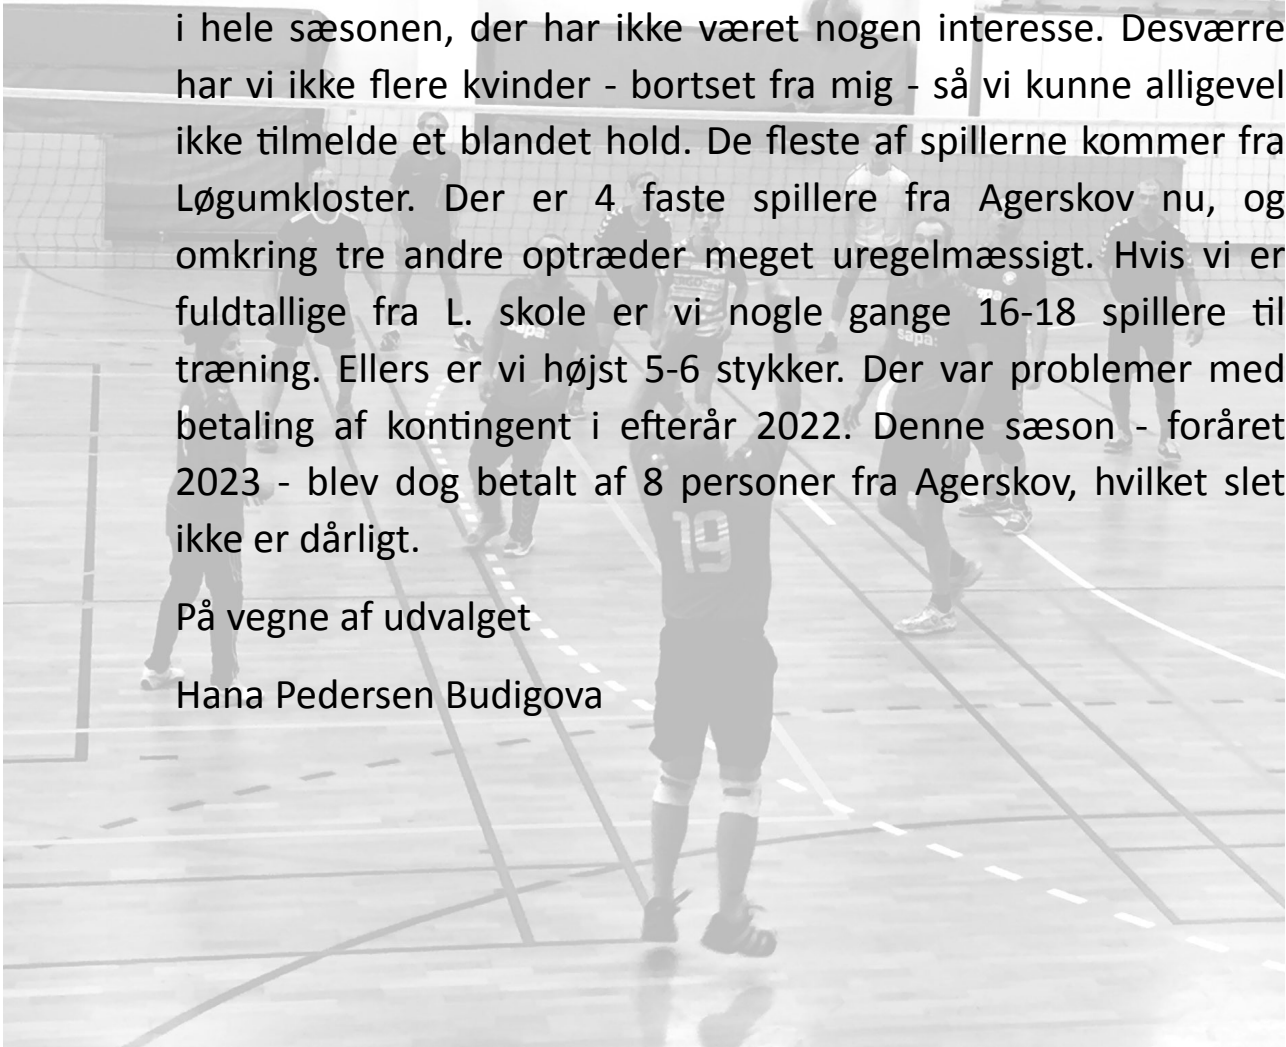 i hele sæsonen, der har ikke været nogen interesse. Desværre
har vi ikke flere kvinder - bortset fra mig - så vi kunne alligevel
ikke tilmelde et blandet hold. De fleste af spillerne kommer fra
Løgumkloster. Der er 4 faste spillere fra Agerskov nu, og
omkring tre andre optræder meget uregelmæssigt. Hvis vi er
fuldtallige fra L. skole er vi nogle gange 16-18 spillere til
træning. Ellers er vi højst 5-6 stykker. Der var problemer med
betaling af kontingent i efterår 2022. Denne sæson - foråret
2023 - blev dog betalt af 8 personer fra Agerskov, hvilket slet
ikke er dårligt.
På vegne af udvalget
Hana Pedersen Budigova
sapa:
sapa:
19